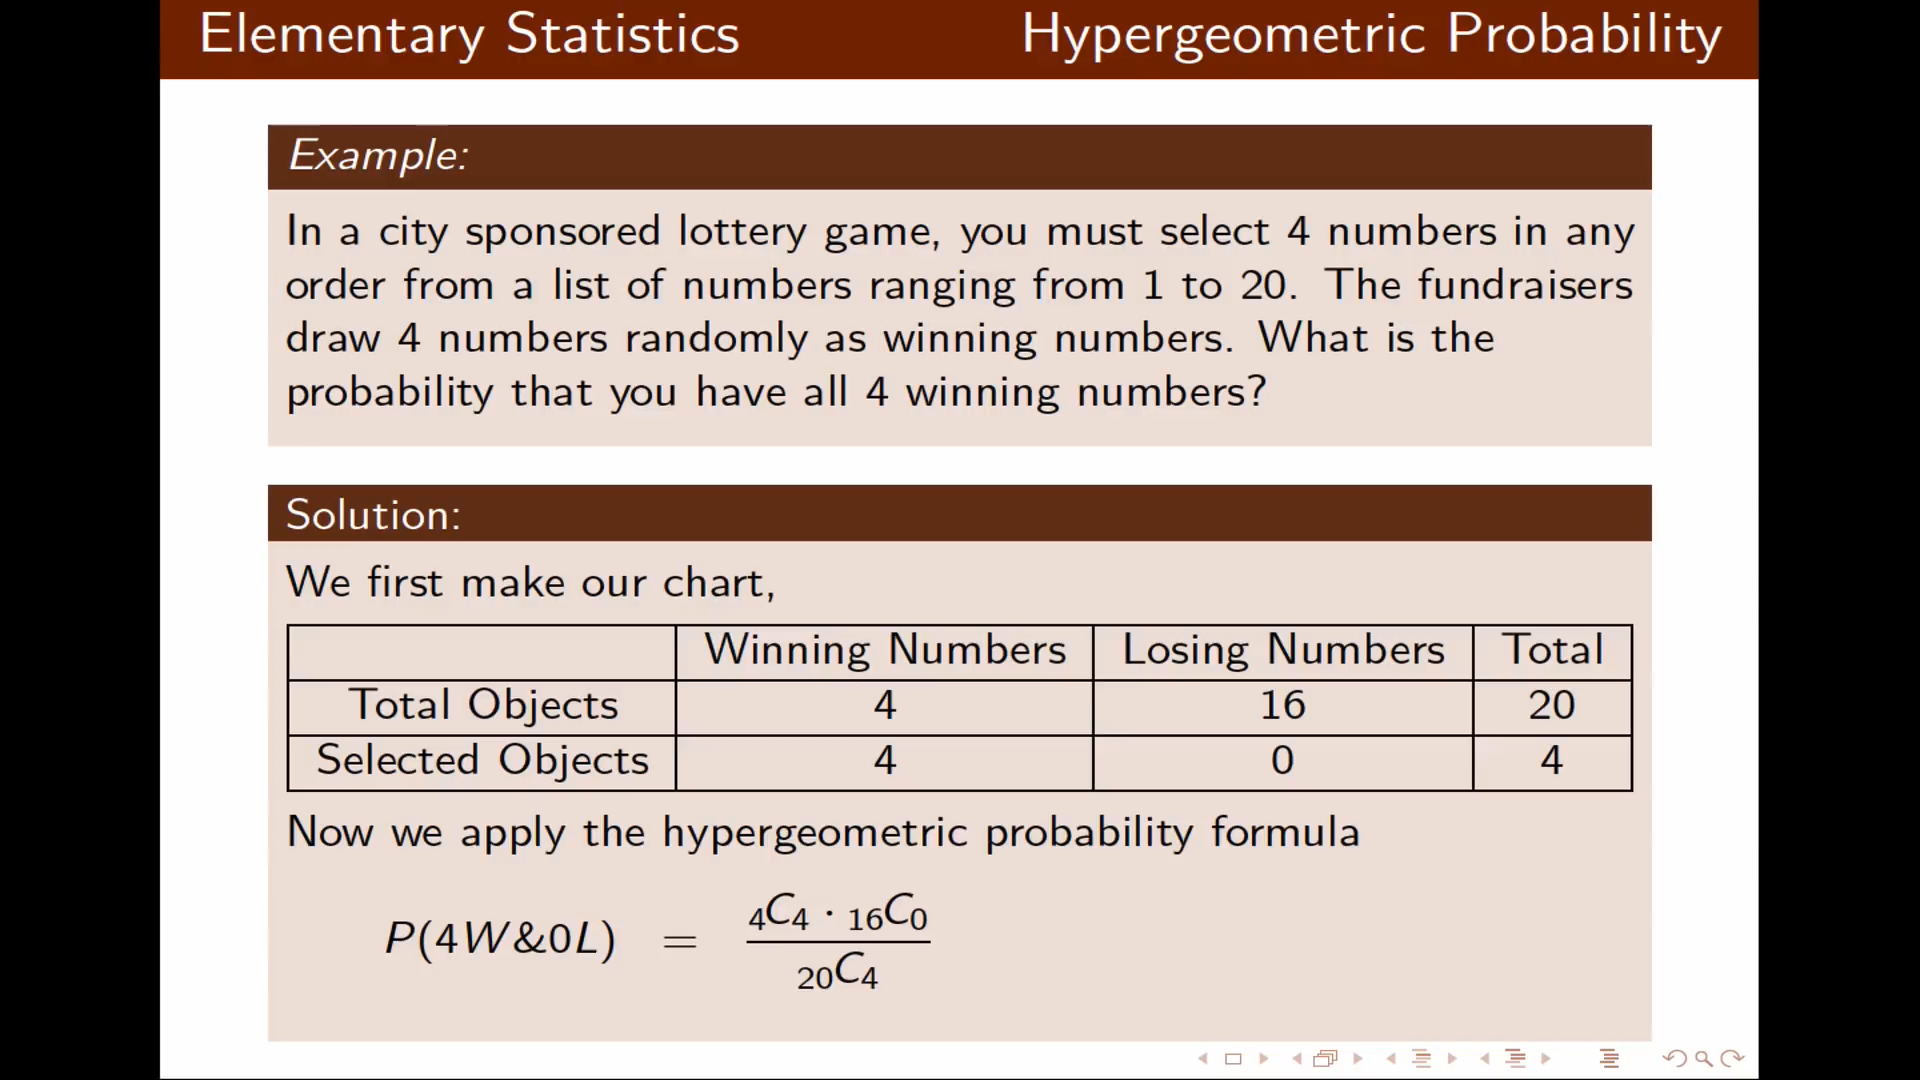 Elementary Statistics Hypergeometric Probability
Example:
In a city sponsored lottery game, you must select 4 numbers in any
order from a list of numbers ranging from 1 to 20. The fundraisers
draw 4 numbers randomly as winning numbers. What is the
probability that you have all 4 winning numbers?
Solution:
We first make our chart,
Winning Numbers Losing Numbers Total
Total Objects 4 16 20
Selected Objects 4 0 4
Now we apply the hypergeometric probability formula
P(4W&0L) = ₄C₄ · ₁₆C₀
₂₀C₄